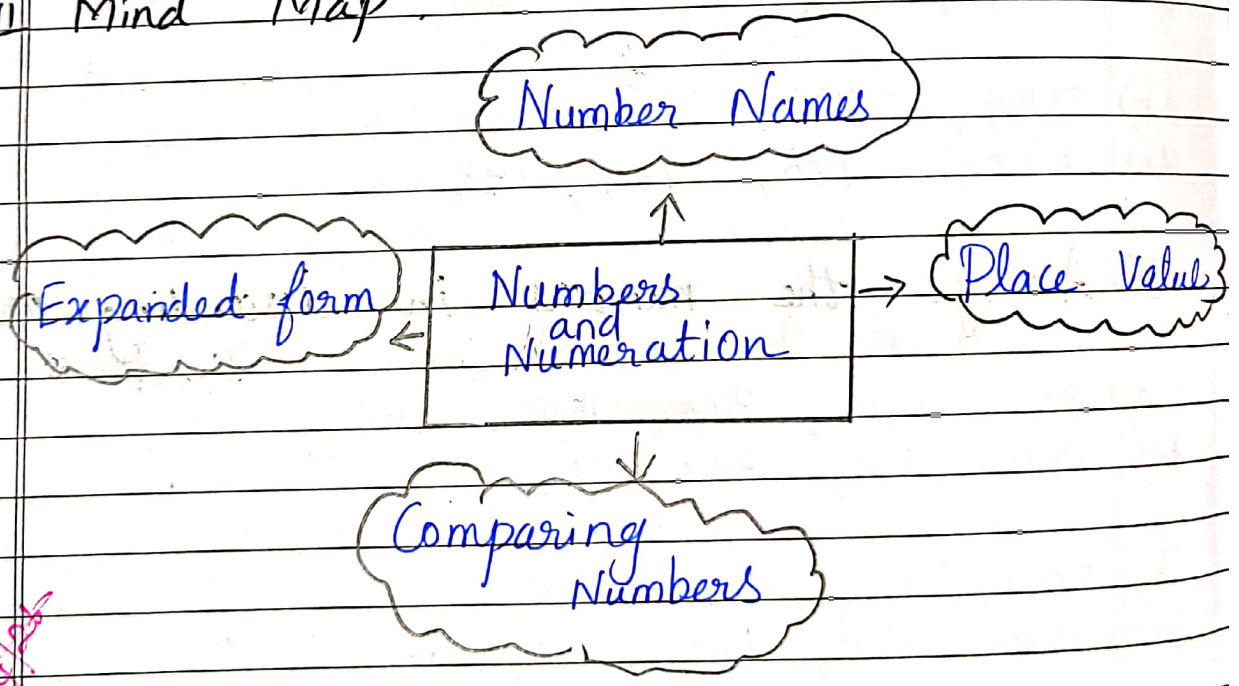 Mind Map
Number Names
Expanded form
Numbers
and
Numeration
Place Value
Comparing
Numbers